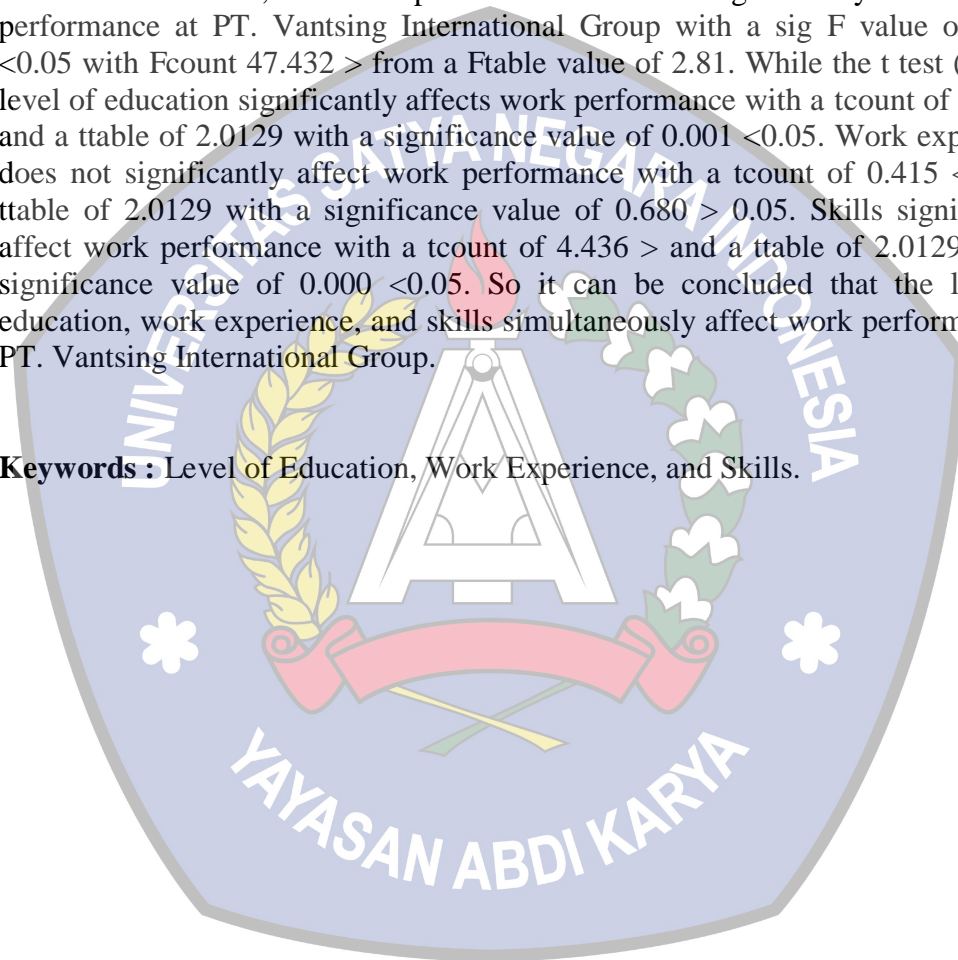 performance at PT. Vantsing International Group with a sig F value o
<0.05 with Fcount 47.432 > from a Ftable value of 2.81. While the t test (
level of education significantly affects work performance with a tcount of
and a ttable of 2.0129 with a significance value of 0.001 <0.05. Work exp
does not significantly affect work performance with a tcount of 0.415 <
ttable of 2.0129 with a significance value of 0.680 > 0.05. Skills signi
affect work performance with a tcount of 4.436 > and a ttable of 2.0129
significance value of 0.000 <0.05. So it can be concluded that the l
education, work experience, and skills simultaneously affect work perform
PT. Vantsing International Group.
Keywords : Level of Education, Work Experience, and Skills.
UNIVERSITAS SATYA NEGARA INDONESIA
YAYASAN ABDI KARYA